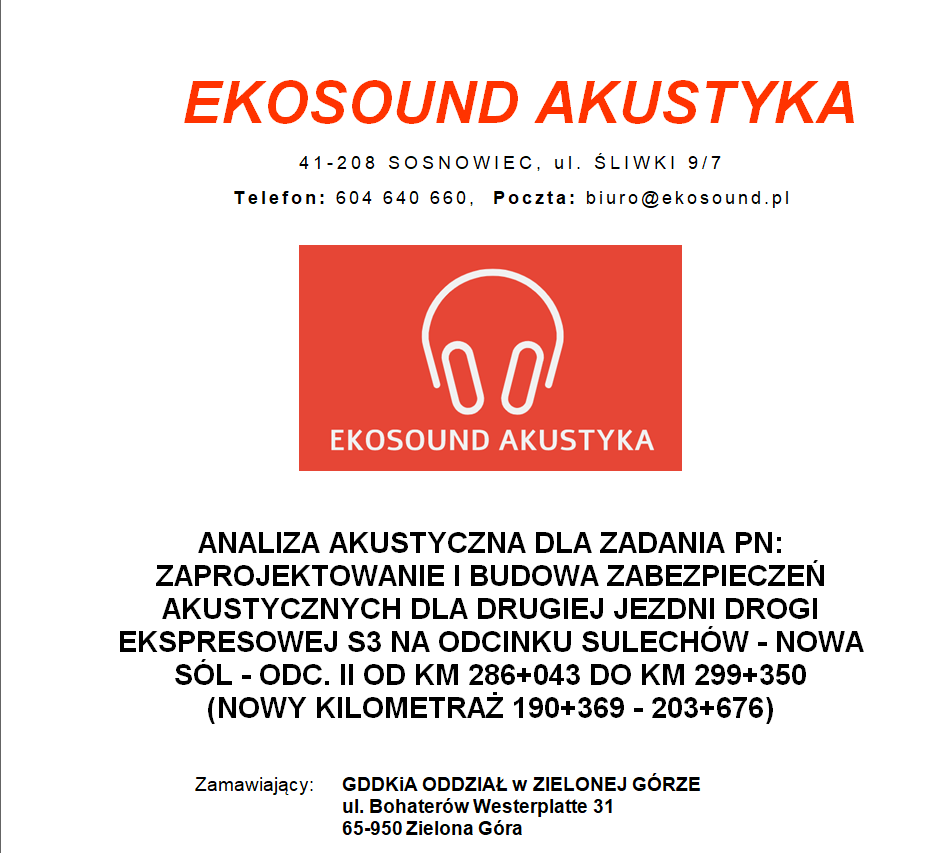 EKOSOUND AKUSTYKA
41-208 SOSNOWIEC, ul. ŚLIWKI 9/7
Telefon: 604 640 660, Poczta: biuro@ekosound.pl
EKOSOUND AKUSTYKA
ANALIZA AKUSTYCZNA DLA ZADANIA PN:
ZAPROJEKTOWANIE I BUDOWA ZABEZPIECZEŃ
AKUSTYCZNYCH DLA DRUGIEJ JEZDNI DROGI
EKSPRESOWEJ S3 NA ODCINKU SULECHÓW - NOWA
SÓL - ODC. II OD KM 286+043 DO KM 299+350
(NOWY KILOMETRAŻ 190+369 - 203+676)
Zamawiający: GDDKiA ODDZIAŁ w ZIELONEJ GÓRZE
ul. Bohaterów Westerplatte 31
65-950 Zielona Góra